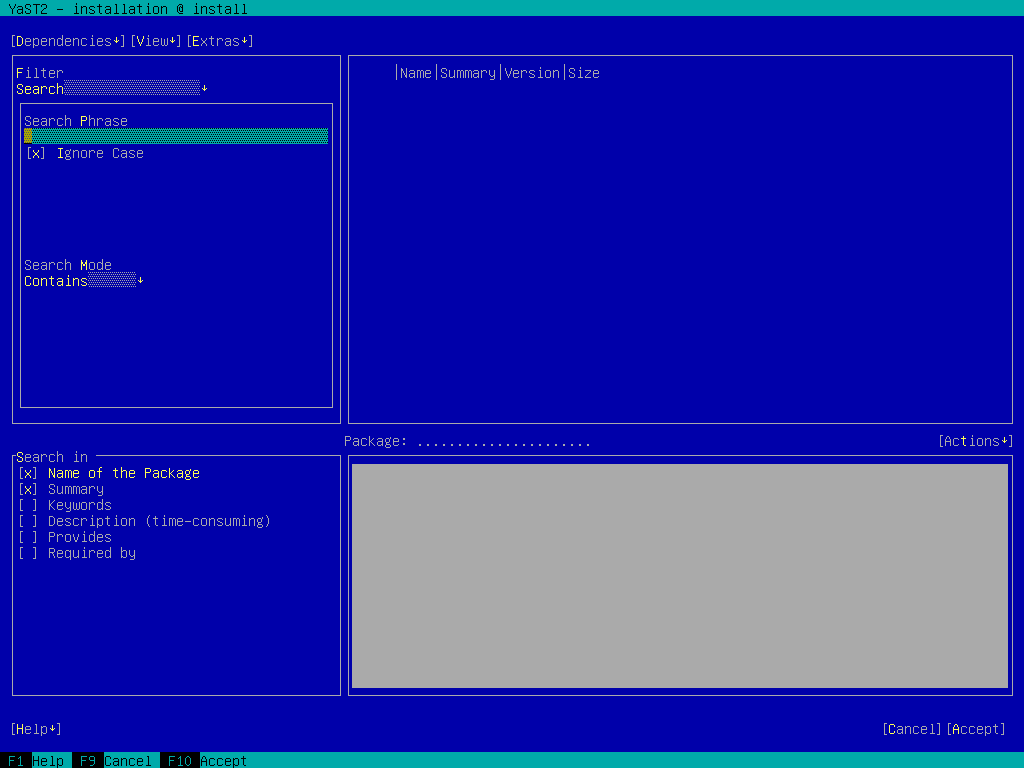 YaST2 - installation @ install
[Dependencies↓][View↓][Extras↓]
Filter
Search↓
Search Phrase
[x] Ignore Case
Search Mode
Contains↓
|Name|Summary|Version|Size
Package: ......................
[Actions↓]
Search in
[x] Name of the Package
[x] Summary
[ ] Keywords
[ ] Description (time-consuming)
[ ] Provides
[ ] Required by
[Help↓]
[Cancel][Accept]
F1 Help F9 Cancel F10 Accept